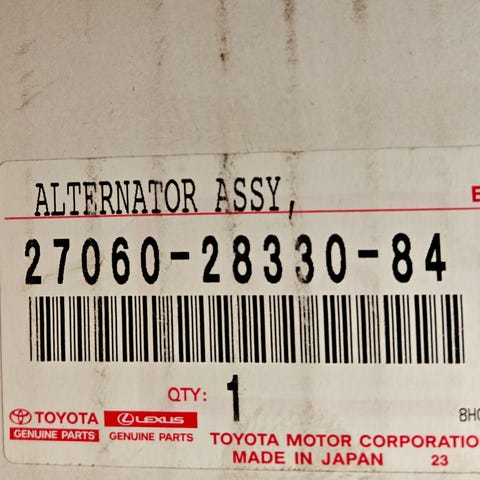 ALTERNATOR ASSY,
27060-28330-84
QTY: 1
TOYOTA LEXUS
GENUINE PARTS GENUINE PARTS
TOYOTA MOTOR CORPORATION
MADE IN JAPAN 23